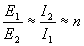 E₁/E₂ ≈ I₂/I₁ ≈ n